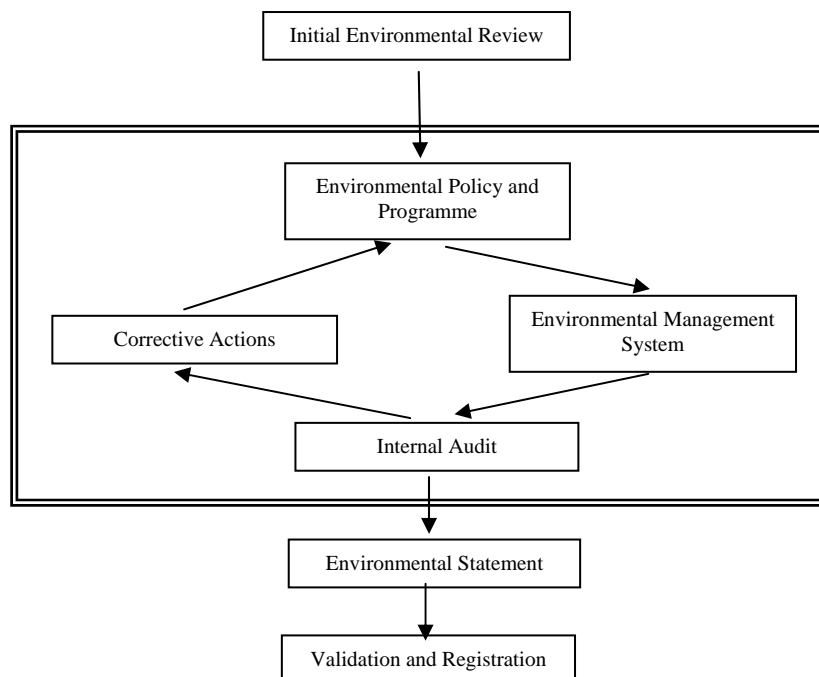 Initial Environmental Review
Environmental Policy and
Programme
Corrective Actions
Environmental Management
System
Internal Audit
Environmental Statement
Validation and Registration